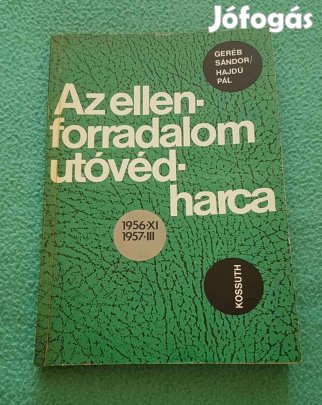 Jófogás
GERÉB
SÁNDOR/
HAJDÚ
PÁL
Az ellen-
forradalom
utóvéd-
harca
1956·XI
1957·III
KOSSUTH